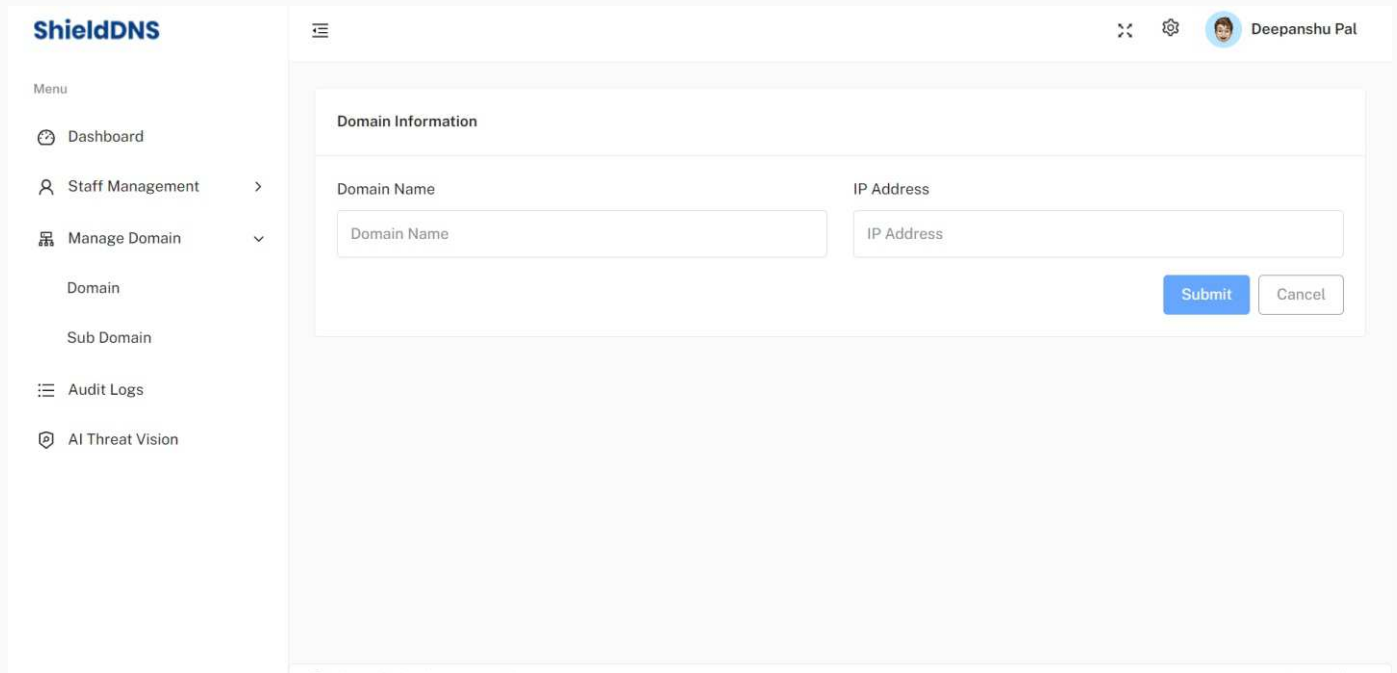 ShieldDNS
Deepanshu Pal
Menu
Dashboard
Staff Management
Manage Domain
Domain
Sub Domain
Audit Logs
AI Threat Vision
Domain Information
Domain Name
IP Address
Domain Name
IP Address
Submit
Cancel